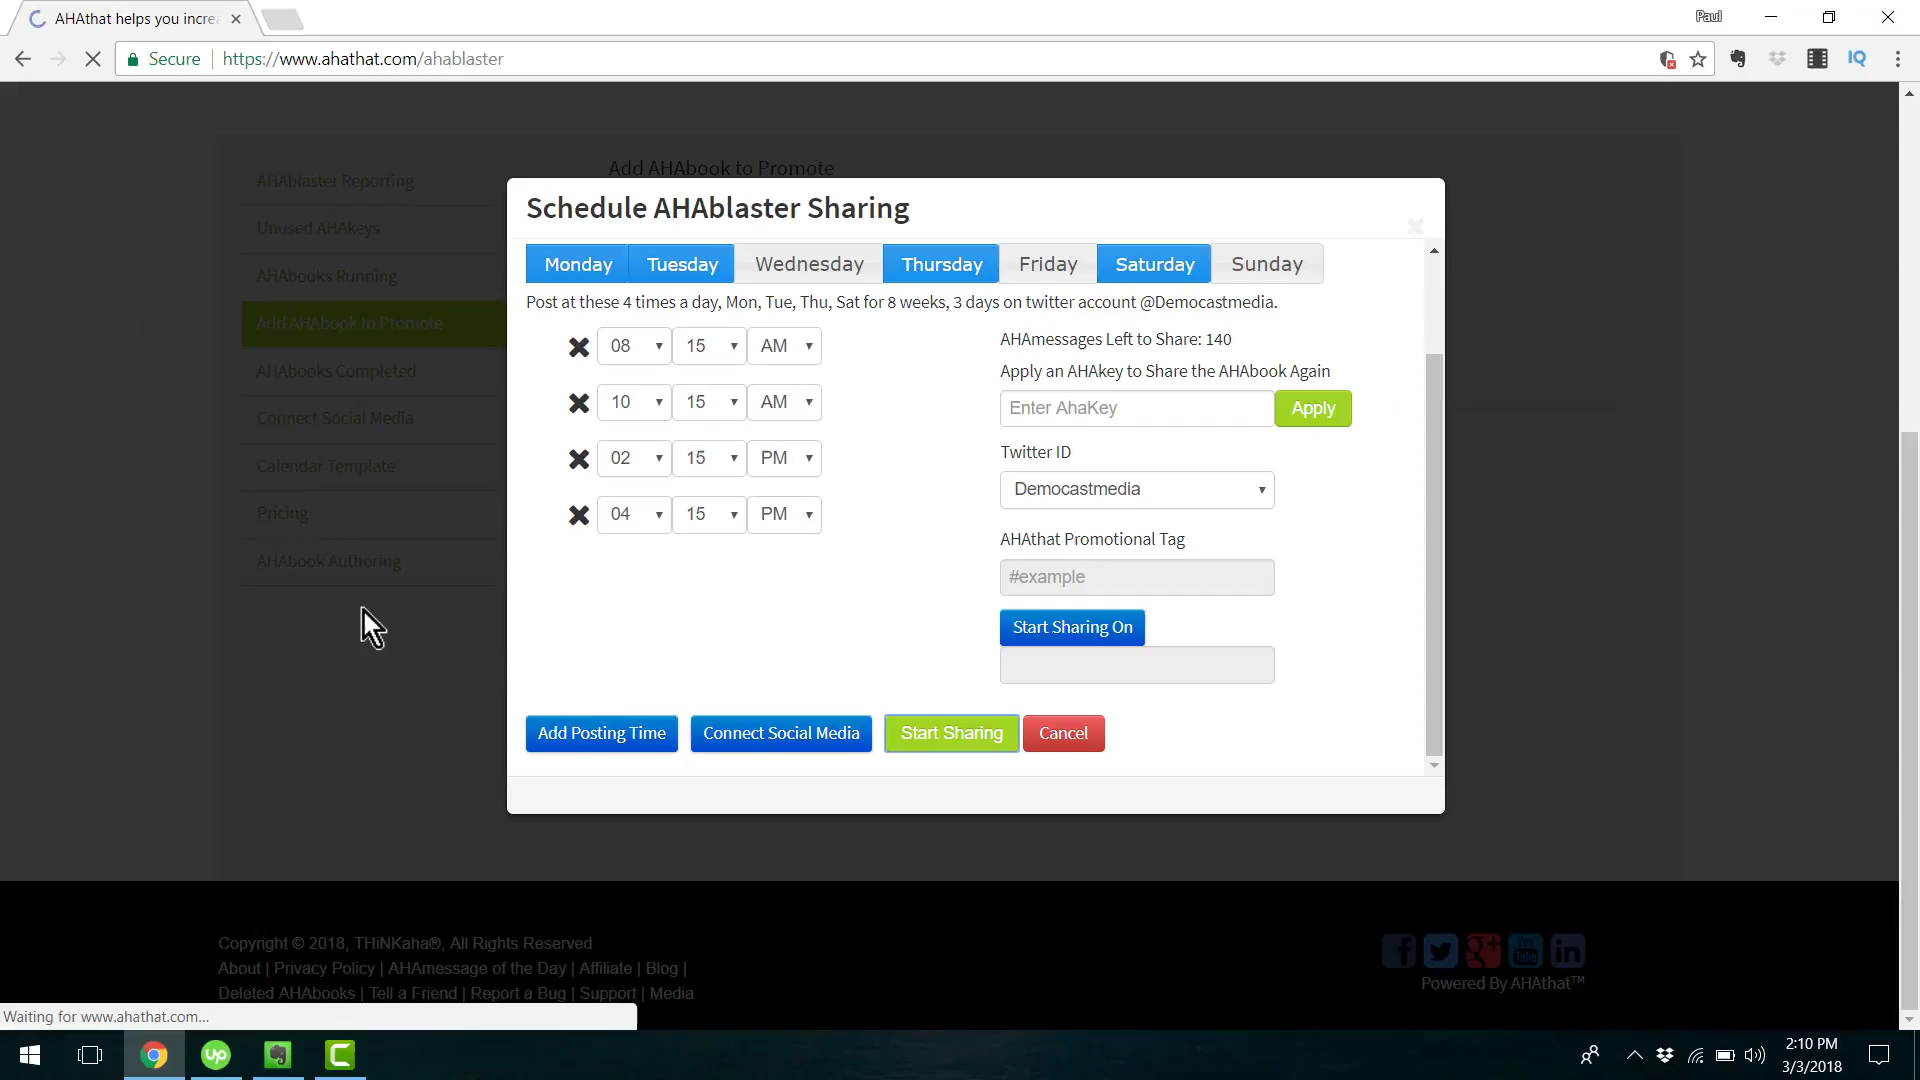 AHAthat helps you increa
Paul
Secure
https://www.ahathat.com/ahablaster
IQ
Add AHAbook to Promote
AHAblaster Reporting
Unused AHAkeys
AHAbooks Running
Add AHAbook to Promote
AHAbooks Completed
Connect Social Media
Calendar Template
Pricing
AHAbook Authoring
Schedule AHAblaster Sharing
Monday Tuesday Wednesday Thursday Friday Saturday Sunday
Post at these 4 times a day, Mon, Tue, Thu, Sat for 8 weeks, 3 days on twitter account @Democastmedia.
08 15 AM
10 15 AM
02 15 PM
04 15 PM
AHAmessages Left to Share: 140
Apply an AHAkey to Share the AHAbook Again
Enter AhaKey
Apply
Twitter ID
Democastmedia
AHAthat Promotional Tag
#example
Start Sharing On
Add Posting Time
Connect Social Media
Start Sharing
Cancel
Copyright © 2018, THiNKaha®, All Rights Reserved
About | Privacy Policy | AHAmessage of the Day | Affiliate | Blog |
Deleted AHAbooks | Tell a Friend | Report a Bug | Support | Media
You
Tube
in
Powered By AHAthat™
Waiting for www.ahathat.com...
up
2:10 PM
3/3/2018